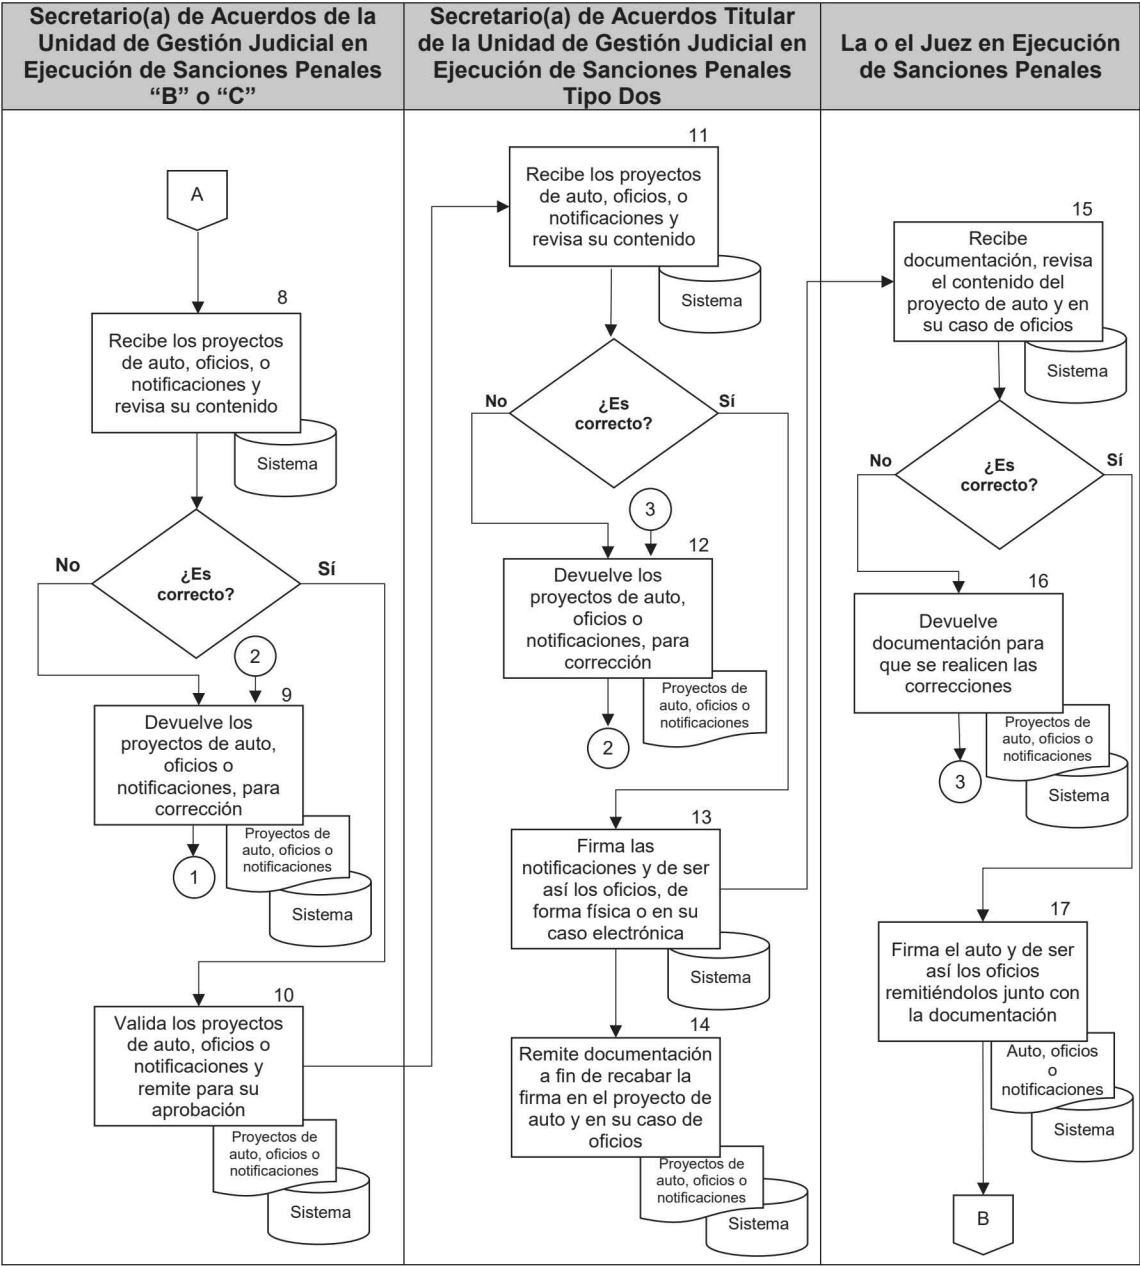 Secretario(a) de Acuerdos de la
Unidad de Gestión Judicial en
Ejecución de Sanciones Penales
“B” o “C”
Secretario(a) de Acuerdos Titular
de la Unidad de Gestión Judicial en
Ejecución de Sanciones Penales
Tipo Dos
La o el Juez en Ejecución
de Sanciones Penales
A
8
Recibe los proyectos
de auto, oficios, o
notificaciones y
revisa su contenido
Sistema
¿Es
correcto?
No
Sí
2
9
Devuelve los
proyectos de auto,
oficios o
notificaciones, para
corrección
Proyectos de
auto, oficios o
notificaciones
Sistema
1
10
Valida los proyectos
de auto, oficios o
notificaciones y
remite para su
aprobación
Proyectos de
auto, oficios o
notificaciones
Sistema
11
Recibe los proyectos
de auto, oficios, o
notificaciones y
revisa su contenido
Sistema
¿Es
correcto?
No
Sí
3
12
Devuelve los
proyectos de auto,
oficios o
notificaciones, para
corrección
Proyectos de
auto, oficios o
notificaciones
2
13
Firma las
notificaciones y de ser
así los oficios, de
forma física o en su
caso electrónica
Sistema
14
Remite documentación
a fin de recabar la
firma en el proyecto de
auto y en su caso de
oficios
Proyectos de
auto, oficios o
notificaciones
Sistema
15
Recibe
documentación, revisa
el contenido del
proyecto de auto y en
su caso de oficios
Sistema
¿Es
correcto?
No
Sí
16
Devuelve
documentación para
que se realicen las
correcciones
Proyectos de
auto, oficios o
notificaciones
Sistema
3
17
Firma el auto y de ser
así los oficios
remitiéndolos junto con
la documentación
Auto, oficios
o
notificaciones
Sistema
B